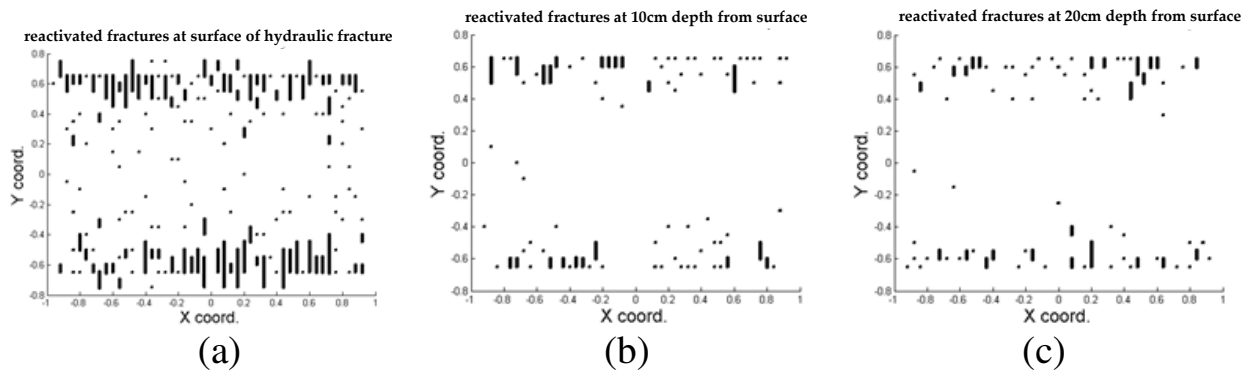 reactivated fractures at surface of hydraulic fracture
0.8
0.6
0.4
0.2
0
-0.2
-0.4
-0.6
-0.8
Y coord.
-1 -0.8 -0.6 -0.4 -0.2 0 0.2 0.4 0.6 0.8 1
X coord.
(a)
reactivated fractures at 10cm depth from surface
0.8
0.6
0.4
0.2
0
-0.2
-0.4
-0.6
-0.8
Y coord.
-1 -0.8 -0.6 -0.4 -0.2 0 0.2 0.4 0.6 0.8 1
X coord.
(b)
reactivated fractures at 20cm depth from surface
0.8
0.6
0.4
0.2
0
-0.2
-0.4
-0.6
-0.8
Y coord.
-1 -0.8 -0.6 -0.4 -0.2 0 0.2 0.4 0.6 0.8 1
X coord.
(c)